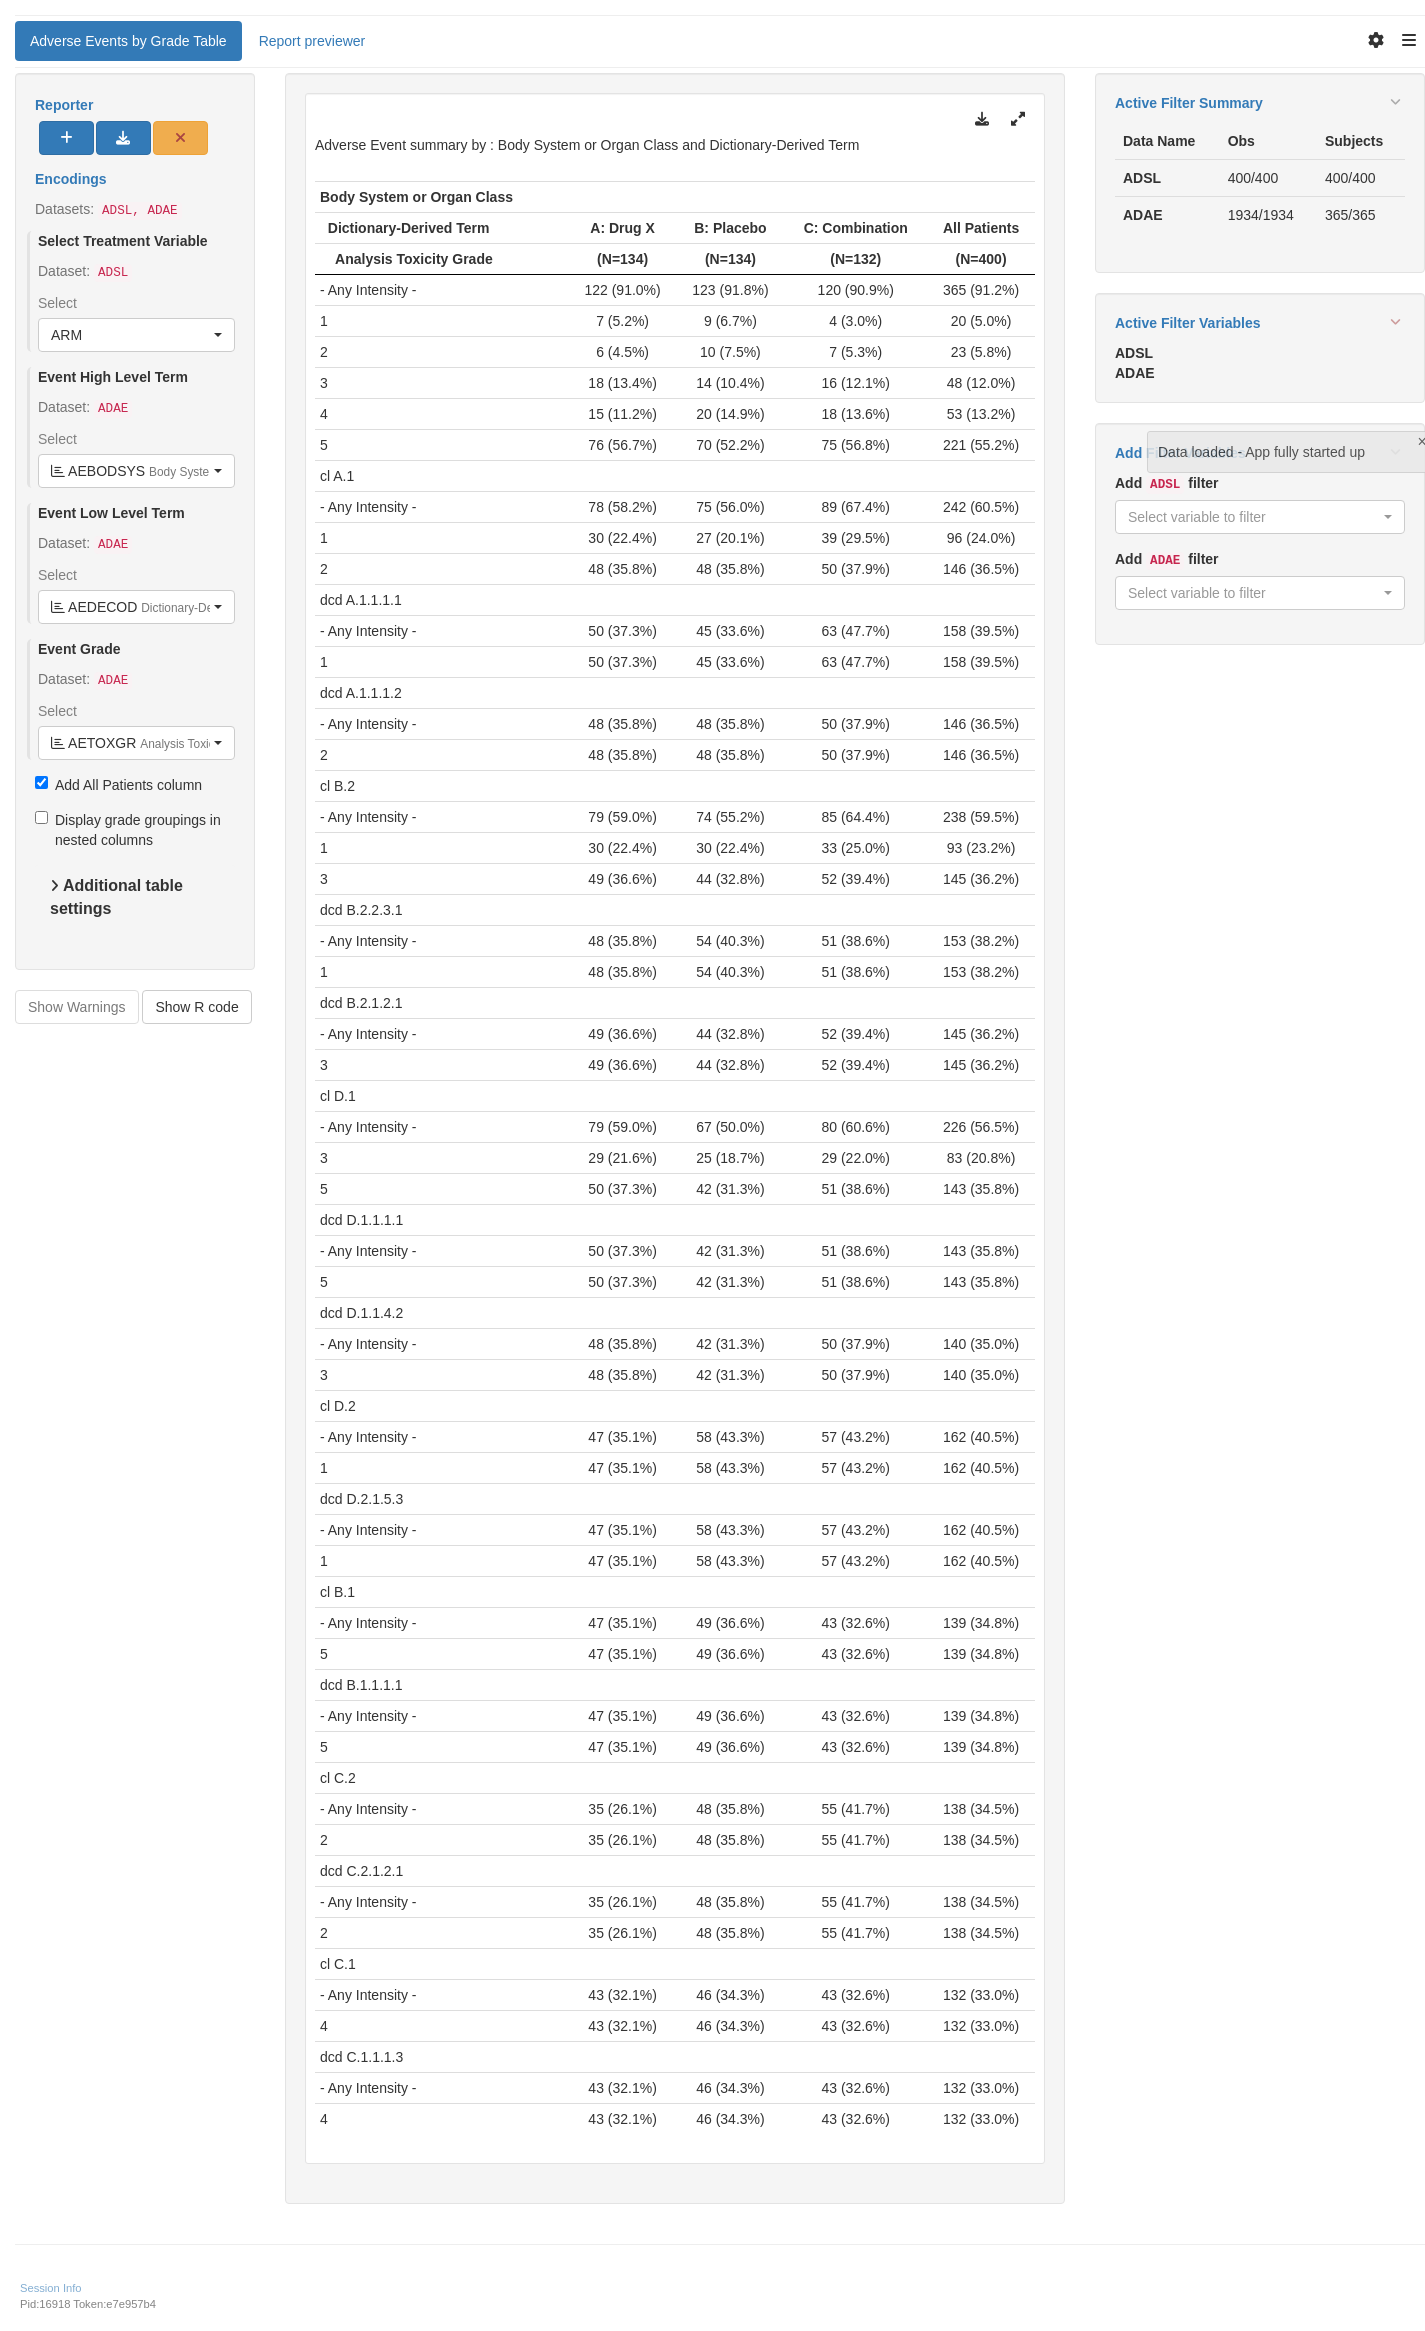 Adverse Events by Grade Table Report previewer
Reporter
Encodings
Datasets: ADSL, ADAE
Select Treatment Variable
Dataset: ADSL
Select
ARM
Event High Level Term
Dataset: ADAE
Select
AEBODSYS Body Syste
Event Low Level Term
Dataset: ADAE
Select
AEDECOD Dictionary-De
Event Grade
Dataset: ADAE
Select
AETOXGR Analysis Toxi
Add All Patients column
Display grade groupings in
nested columns
Additional table
settings
Show Warnings Show R code
Adverse Event summary by : Body System or Organ Class and Dictionary-Derived Term
Body System or Organ Class
Dictionary-Derived Term A: Drug X B: Placebo C: Combination All Patients
Analysis Toxicity Grade (N=134) (N=134) (N=132) (N=400)
- Any Intensity - 122 (91.0%) 123 (91.8%) 120 (90.9%) 365 (91.2%)
1 7 (5.2%) 9 (6.7%) 4 (3.0%) 20 (5.0%)
2 6 (4.5%) 10 (7.5%) 7 (5.3%) 23 (5.8%)
3 18 (13.4%) 14 (10.4%) 16 (12.1%) 48 (12.0%)
4 15 (11.2%) 20 (14.9%) 18 (13.6%) 53 (13.2%)
5 76 (56.7%) 70 (52.2%) 75 (56.8%) 221 (55.2%)
cl A.1
- Any Intensity - 78 (58.2%) 75 (56.0%) 89 (67.4%) 242 (60.5%)
1 30 (22.4%) 27 (20.1%) 39 (29.5%) 96 (24.0%)
2 48 (35.8%) 48 (35.8%) 50 (37.9%) 146 (36.5%)
dcd A.1.1.1.1
- Any Intensity - 50 (37.3%) 45 (33.6%) 63 (47.7%) 158 (39.5%)
1 50 (37.3%) 45 (33.6%) 63 (47.7%) 158 (39.5%)
dcd A.1.1.1.2
- Any Intensity - 48 (35.8%) 48 (35.8%) 50 (37.9%) 146 (36.5%)
2 48 (35.8%) 48 (35.8%) 50 (37.9%) 146 (36.5%)
cl B.2
- Any Intensity - 79 (59.0%) 74 (55.2%) 85 (64.4%) 238 (59.5%)
1 30 (22.4%) 30 (22.4%) 33 (25.0%) 93 (23.2%)
3 49 (36.6%) 44 (32.8%) 52 (39.4%) 145 (36.2%)
dcd B.2.2.3.1
- Any Intensity - 48 (35.8%) 54 (40.3%) 51 (38.6%) 153 (38.2%)
1 48 (35.8%) 54 (40.3%) 51 (38.6%) 153 (38.2%)
dcd B.2.1.2.1
- Any Intensity - 49 (36.6%) 44 (32.8%) 52 (39.4%) 145 (36.2%)
3 49 (36.6%) 44 (32.8%) 52 (39.4%) 145 (36.2%)
cl D.1
- Any Intensity - 79 (59.0%) 67 (50.0%) 80 (60.6%) 226 (56.5%)
3 29 (21.6%) 25 (18.7%) 29 (22.0%) 83 (20.8%)
5 50 (37.3%) 42 (31.3%) 51 (38.6%) 143 (35.8%)
dcd D.1.1.1.1
- Any Intensity - 50 (37.3%) 42 (31.3%) 51 (38.6%) 143 (35.8%)
5 50 (37.3%) 42 (31.3%) 51 (38.6%) 143 (35.8%)
dcd D.1.1.4.2
- Any Intensity - 48 (35.8%) 42 (31.3%) 50 (37.9%) 140 (35.0%)
3 48 (35.8%) 42 (31.3%) 50 (37.9%) 140 (35.0%)
cl D.2
- Any Intensity - 47 (35.1%) 58 (43.3%) 57 (43.2%) 162 (40.5%)
1 47 (35.1%) 58 (43.3%) 57 (43.2%) 162 (40.5%)
dcd D.2.1.5.3
- Any Intensity - 47 (35.1%) 58 (43.3%) 57 (43.2%) 162 (40.5%)
1 47 (35.1%) 58 (43.3%) 57 (43.2%) 162 (40.5%)
cl B.1
- Any Intensity - 47 (35.1%) 49 (36.6%) 43 (32.6%) 139 (34.8%)
5 47 (35.1%) 49 (36.6%) 43 (32.6%) 139 (34.8%)
dcd B.1.1.1.1
- Any Intensity - 47 (35.1%) 49 (36.6%) 43 (32.6%) 139 (34.8%)
5 47 (35.1%) 49 (36.6%) 43 (32.6%) 139 (34.8%)
cl C.2
- Any Intensity - 35 (26.1%) 48 (35.8%) 55 (41.7%) 138 (34.5%)
2 35 (26.1%) 48 (35.8%) 55 (41.7%) 138 (34.5%)
dcd C.2.1.2.1
- Any Intensity - 35 (26.1%) 48 (35.8%) 55 (41.7%) 138 (34.5%)
2 35 (26.1%) 48 (35.8%) 55 (41.7%) 138 (34.5%)
cl C.1
- Any Intensity - 43 (32.1%) 46 (34.3%) 43 (32.6%) 132 (33.0%)
4 43 (32.1%) 46 (34.3%) 43 (32.6%) 132 (33.0%)
dcd C.1.1.1.3
- Any Intensity - 43 (32.1%) 46 (34.3%) 43 (32.6%) 132 (33.0%)
4 43 (32.1%) 46 (34.3%) 43 (32.6%) 132 (33.0%)
Active Filter Summary
Data Name Obs Subjects
ADSL 400/400 400/400
ADAE 1934/1934 365/365
Active Filter Variables
ADSL
ADAE
Add
Data loaded - App fully started up
Add ADSL filter
Select variable to filter
Add ADAE filter
Select variable to filter
Session Info
Pid:16918 Token:e7e957b4